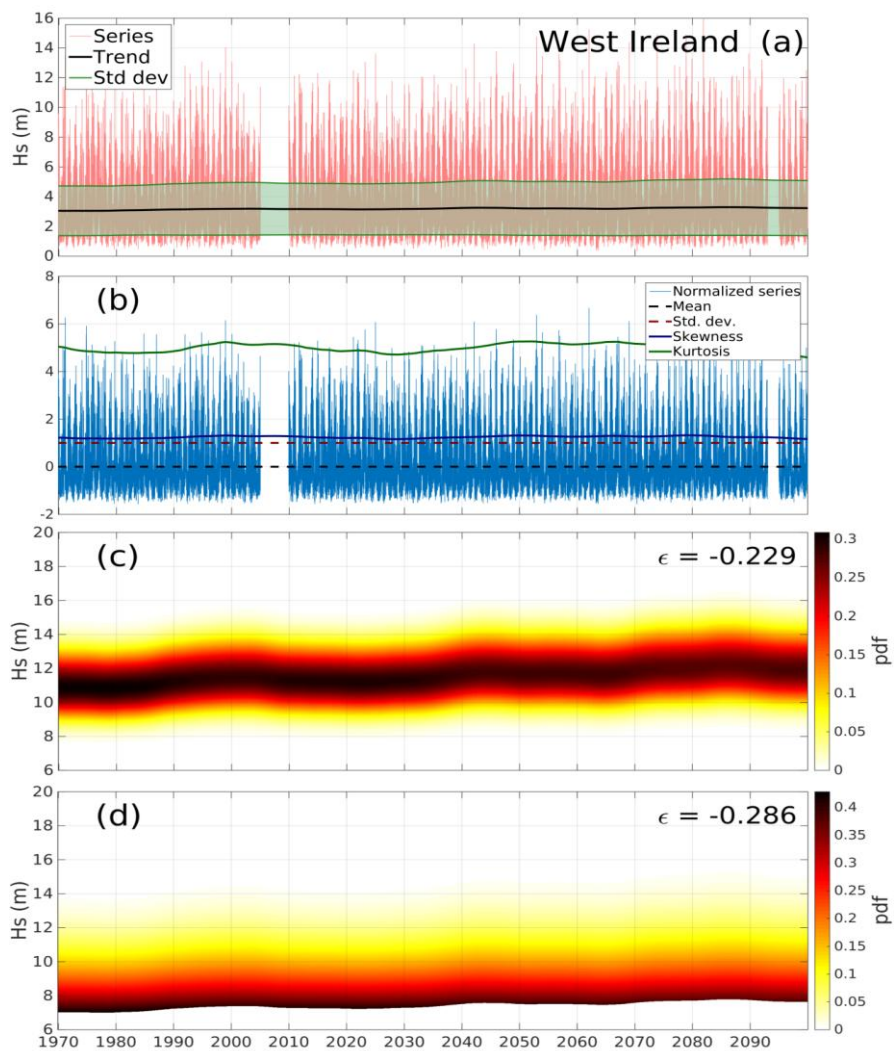 16
14
12
10
8
6
4
2
0
Hs (m)
Series
Trend
Std dev
West Ireland (a)
8
6
4
2
0
-2
(b)
Normalized series
Mean
Std. dev.
Skewness
Kurtosis
20
18
16
14
12
10
8
6
Hs (m)
(c)
ϵ = -0.229
0.3
0.25
0.2
0.15
0.1
0.05
0
pdf
20
18
16
14
12
10
8
6
Hs (m)
(d)
ϵ = -0.286
0.4
0.35
0.3
0.25
0.2
0.15
0.1
0.05
0
pdf
1970 1980 1990 2000 2010 2020 2030 2040 2050 2060 2070 2080 2090